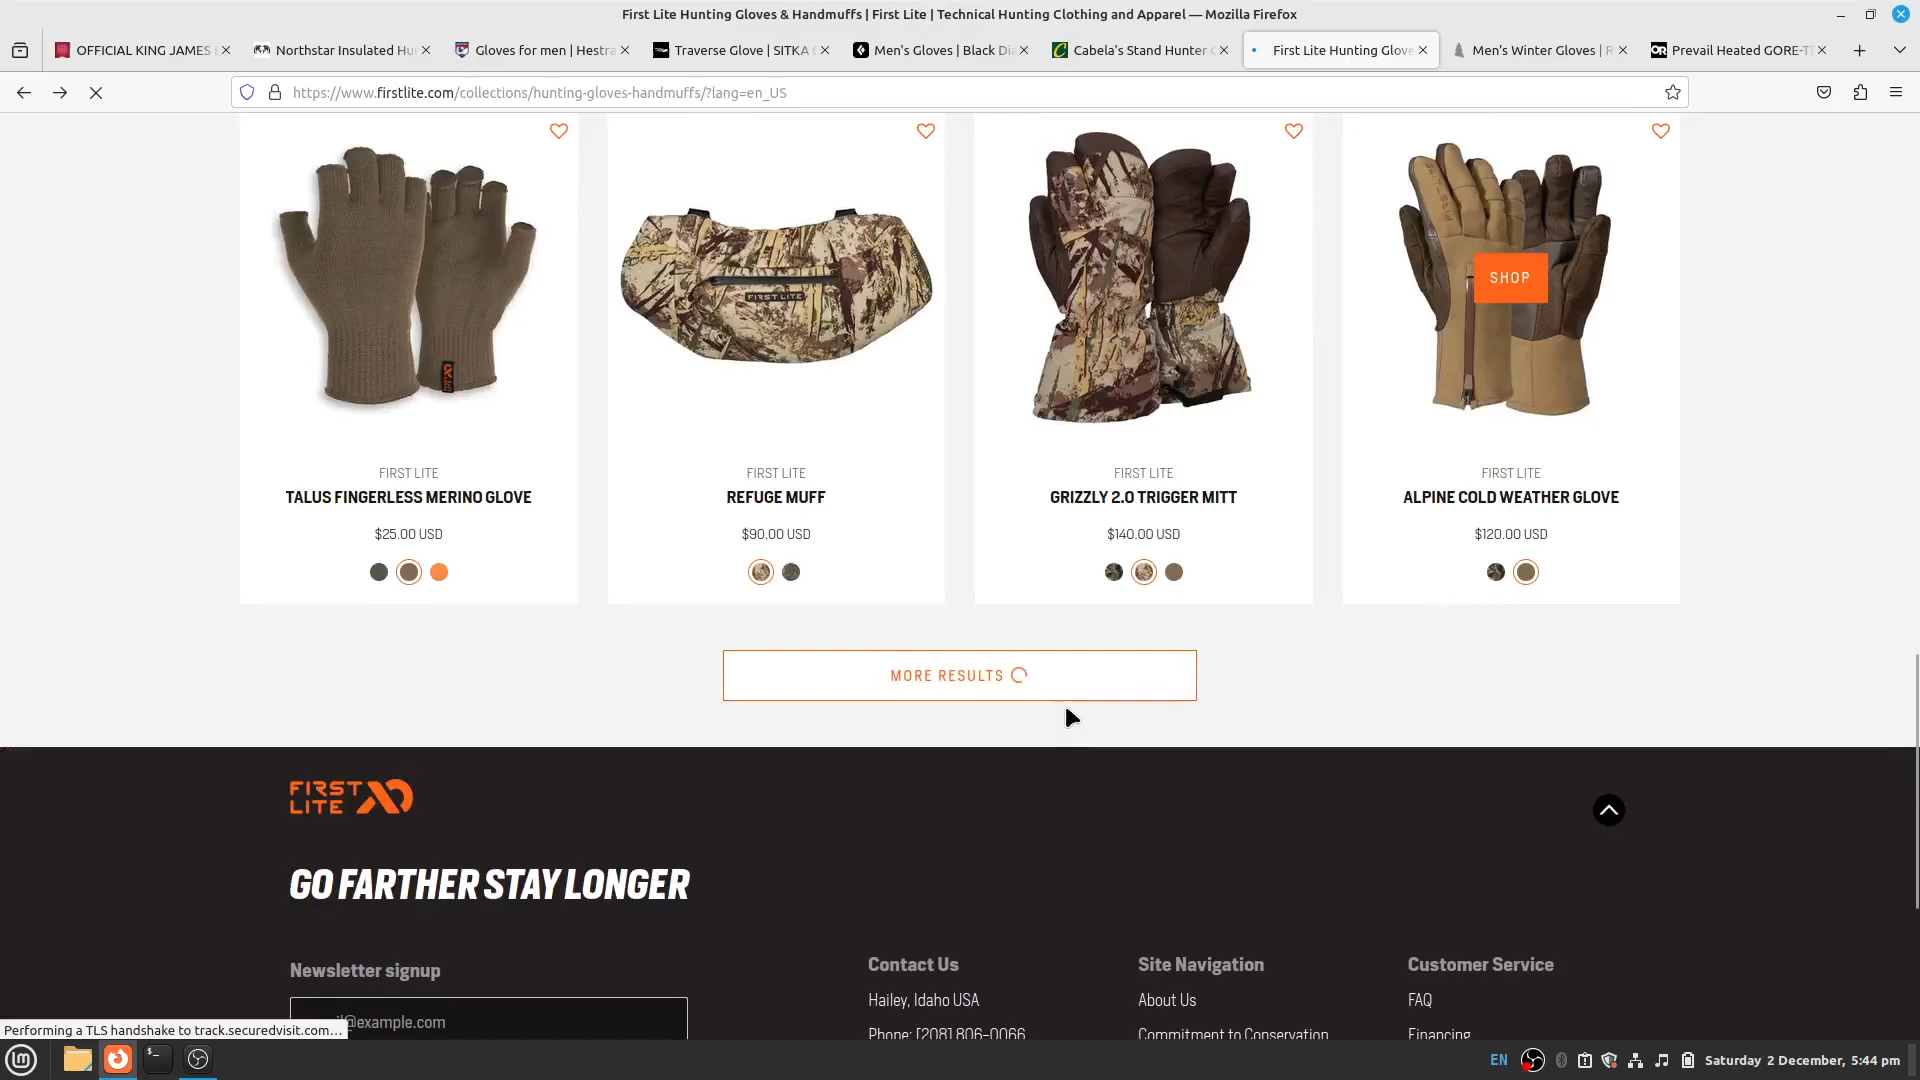 First Lite Hunting Gloves & Handmuffs | First Lite | Technical Hunting Clothing and Apparel — Mozilla Firefox
OFFICIAL KING JAMES
Northstar Insulated Hu
Gloves for men | Hestra
Traverse Glove | SITKA
Men's Gloves | Black Di
Cabela's Stand Hunter
First Lite Hunting Glove
Men's Winter Gloves | R
OR
Prevail Heated GORE-T
https://www.firstlite.com/collections/hunting-gloves-handmuffs/?lang=en_US
FIRST LITE
SHOP
FIRST LITE
FIRST LITE
FIRST LITE
FIRST LITE
TALUS FINGERLESS MERINO GLOVE
REFUGE MUFF
GRIZZLY 2.0 TRIGGER MITT
ALPINE COLD WEATHER GLOVE
$25.00 USD
$90.00 USD
$140.00 USD
$120.00 USD
MORE RESULTS
FIRST
LITE
GO FARTHER STAY LONGER
Newsletter signup
Contact Us
Site Navigation
Customer Service
Hailey, Idaho USA
About Us
FAQ
l@example.com
Phone: [208] 806-0066
Commitment to Conservation
Financing
Performing a TLS handshake to track.securedvisit.com…
EN
Saturday 2 December, 5:44 pm